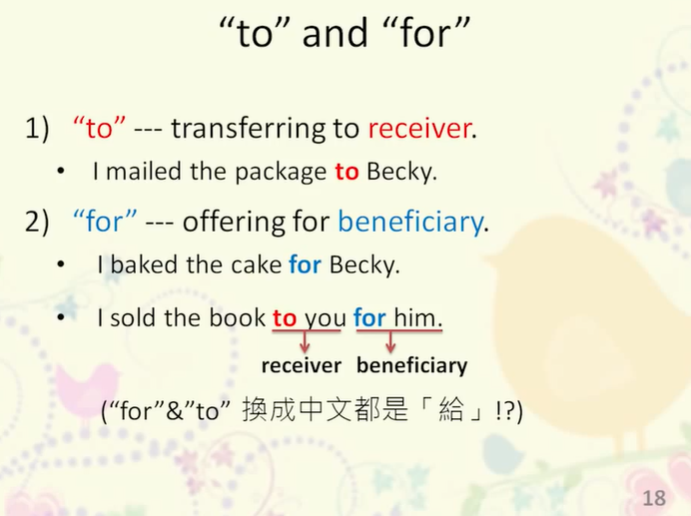 “to” and “for”
1) “to” --- transferring to receiver.
• I mailed the package to Becky.
2) “for” --- offering for beneficiary.
• I baked the cake for Becky.
• I sold the book to you for him.
receiver beneficiary
(“for”&”to” 換成中文都是「給」!?)
18